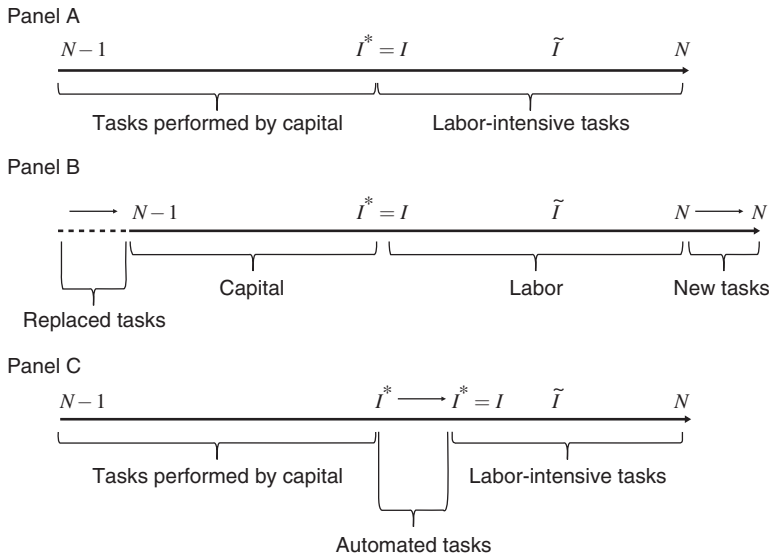 Panel A
N − 1 I* = I Ĩ N
Tasks performed by capital Labor-intensive tasks
Panel B
N − 1 I* = I Ĩ N → N
Capital Labor New tasks
Replaced tasks
Panel C
N − 1 I* → I* = I Ĩ N
Tasks performed by capital Labor-intensive tasks
Automated tasks